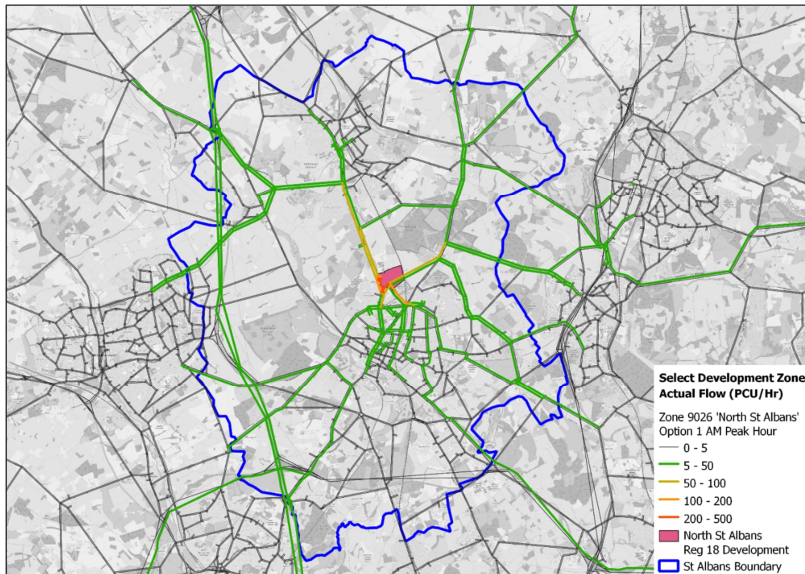 Select Development Zone
Actual Flow (PCU/Hr)
Zone 9026 'North St Albans'
Option 1 AM Peak Hour
0 - 5
5 - 50
50 - 100
100 - 200
200 - 500
North St Albans
Reg 18 Development
St Albans Boundary